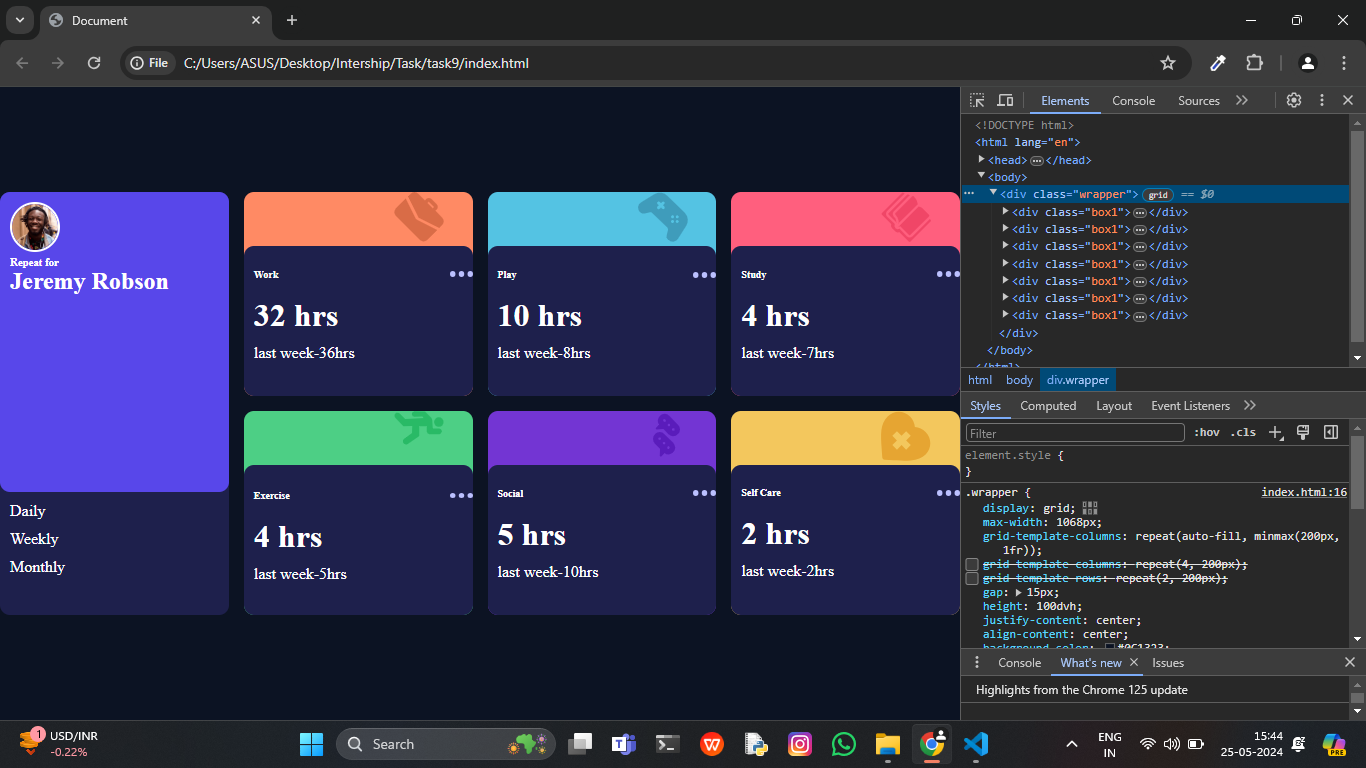 Document
File
C:/Users/ASUS/Desktop/Intership/Task/task9/index.html
Repeat for
Jeremy Robson
Daily
Weekly
Monthly
Work
32 hrs
last week-36hrs
Play
10 hrs
last week-8hrs
Study
4 hrs
last week-7hrs
Exercise
4 hrs
last week-5hrs
Social
5 hrs
last week-10hrs
Self Care
2 hrs
last week-2hrs
Elements Console Sources
<!DOCTYPE html>
<html lang="en">
<head> </head>
<body>
<div class="wrapper"> grid == $0
<div class="box1"> </div>
<div class="box1"> </div>
<div class="box1"> </div>
<div class="box1"> </div>
<div class="box1"> </div>
<div class="box1"> </div>
<div class="box1"> </div>
</div>
</body>
</html>
html body div.wrapper
Styles Computed Layout Event Listeners
Filter :hov .cls
element.style {
}
.wrapper { index.html:16
display: grid;
max-width: 1068px;
grid-template-columns: repeat(auto-fill, minmax(200px,
1fr));
grid-template-columns: repeat(4, 200px);
grid-template-rows: repeat(2, 200px);
gap: 15px;
height: 100dvh;
justify-content: center;
align-content: center;
background-color: #0C1323;
Console What's new Issues
Highlights from the Chrome 125 update
1
USD/INR
-0.22%
Search
ENG
IN
15:44
25-05-2024
PRE